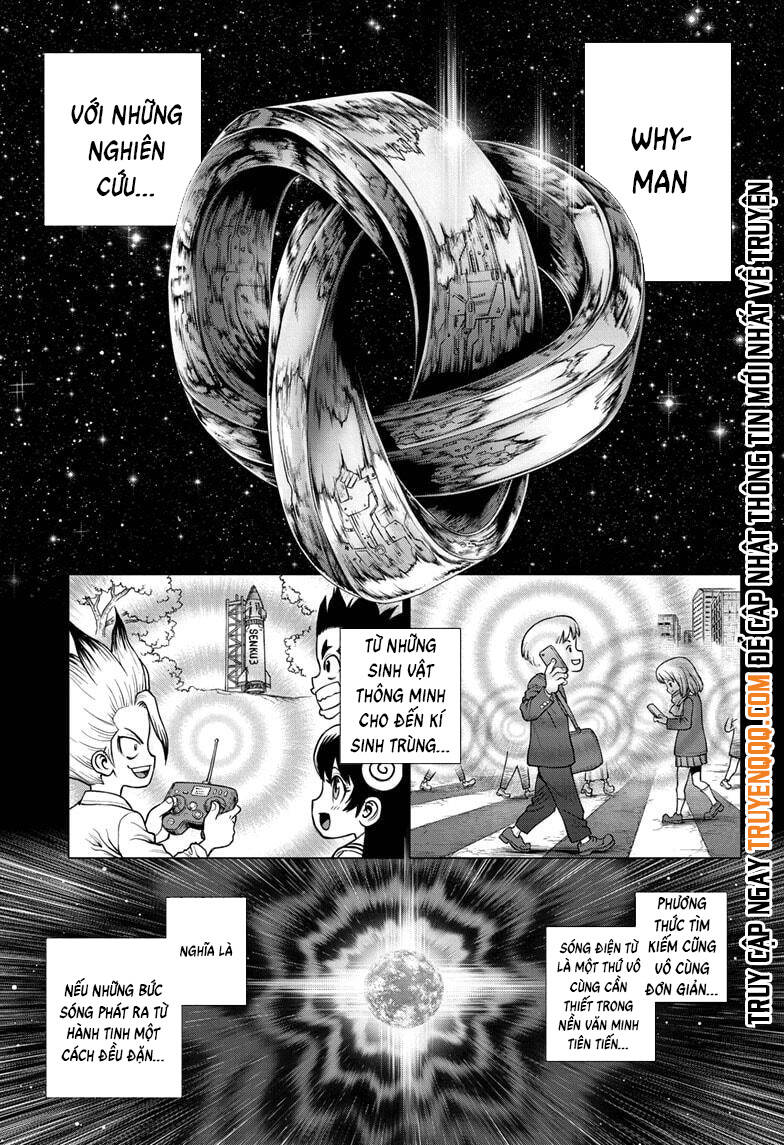 WHY-
MAN
VỚI NHỮNG
NGHIÊN
CỨU...
SENKU3
TỪ NHỮNG
SINH VẬT
THÔNG MINH
CHO ĐẾN KÍ
SINH TRÙNG...
PHƯƠNG
THỨC TÌM
KIẾM CŨNG
VÔ CÙNG
ĐƠN GIẢN...
SÓNG ĐIỆN TỪ
LÀ MỘT THỨ VÔ
CÙNG CẦN
THIẾT TRONG
NỀN VĂN MINH
TIÊN TIẾN...
NGHĨA LÀ
NẾU NHỮNG BỨC
SÓNG PHÁT RA TỪ
HÀNH TINH MỘT
CÁCH ĐỀU ĐẶN...
TRUY CẬP NGAY TRUYENQQQ.COM ĐỂ CẬP NHẬT THÔNG TIN MỚI NHẤT VỀ TRUYỆN